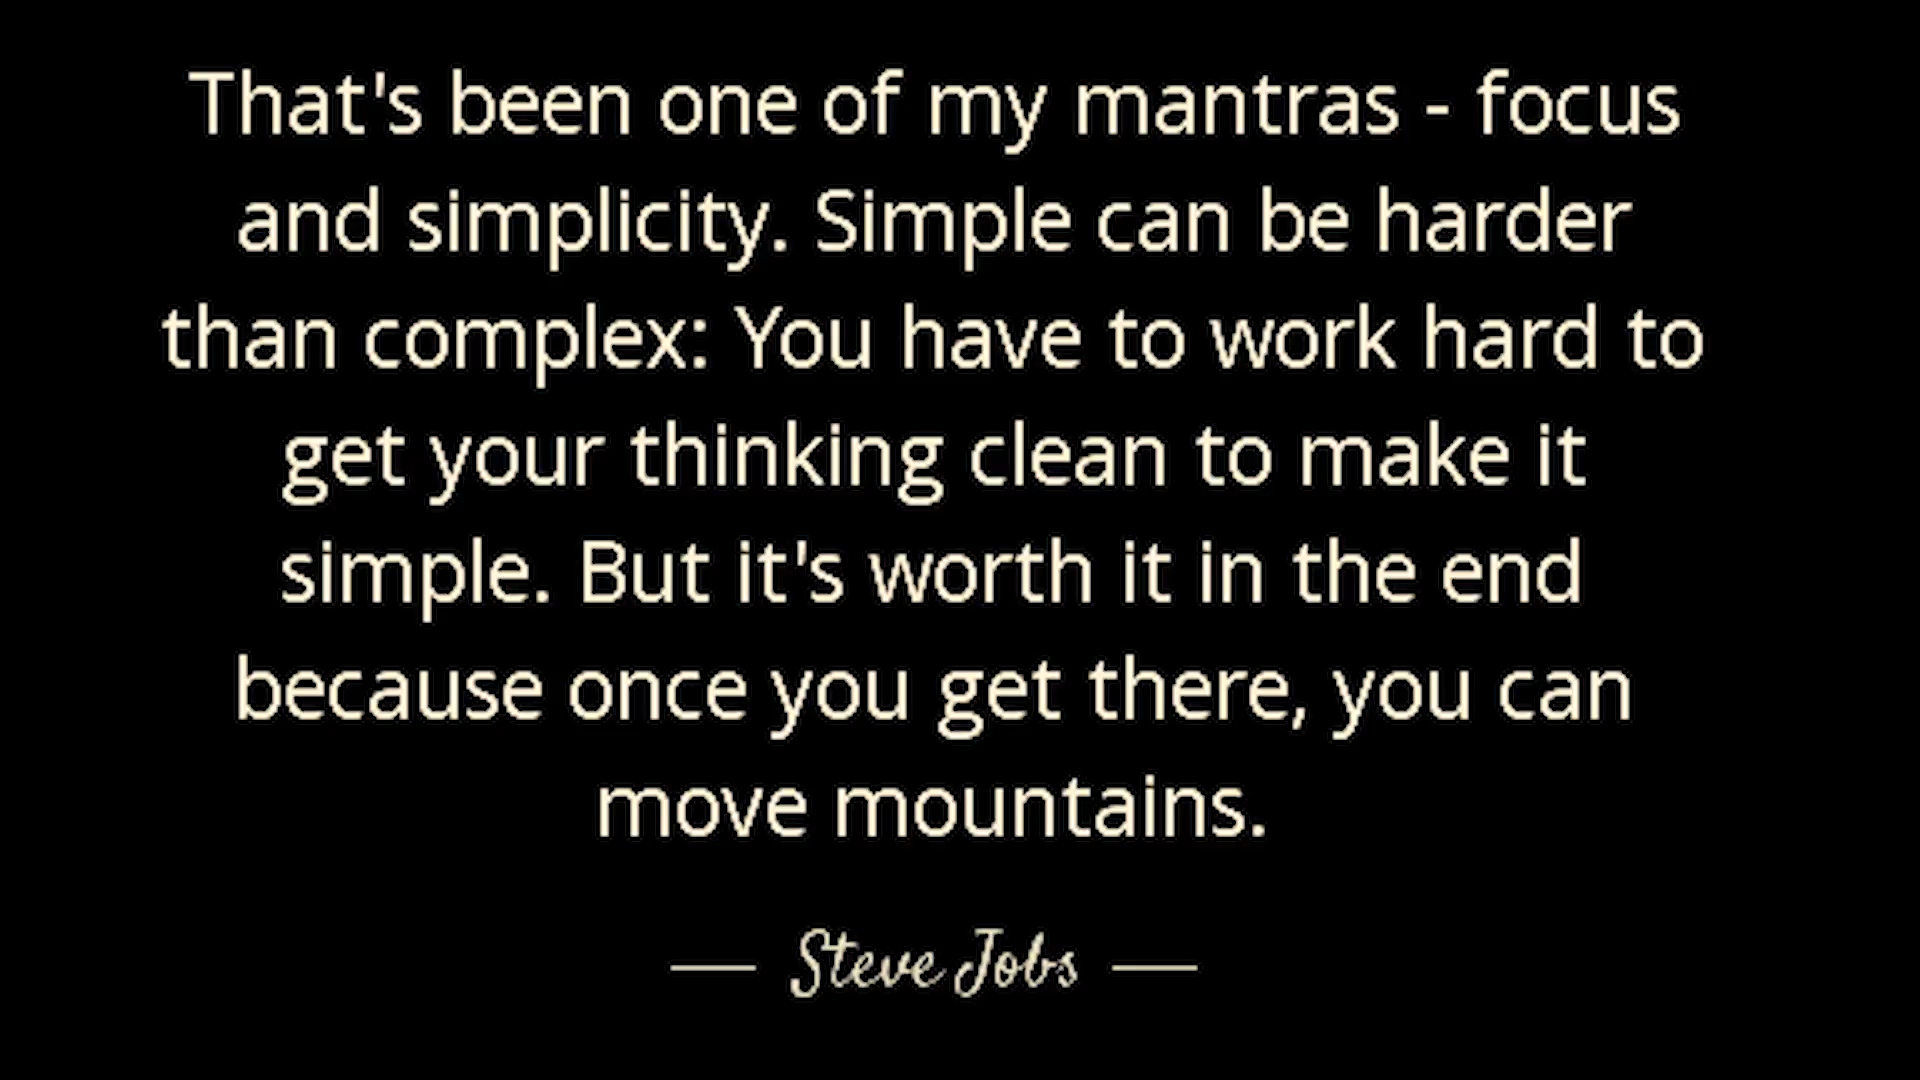 That's been one of my mantras - focus
and simplicity. Simple can be harder
than complex: You have to work hard to
get your thinking clean to make it
simple. But it's worth it in the end
because once you get there, you can
move mountains.
— Steve Jobs —